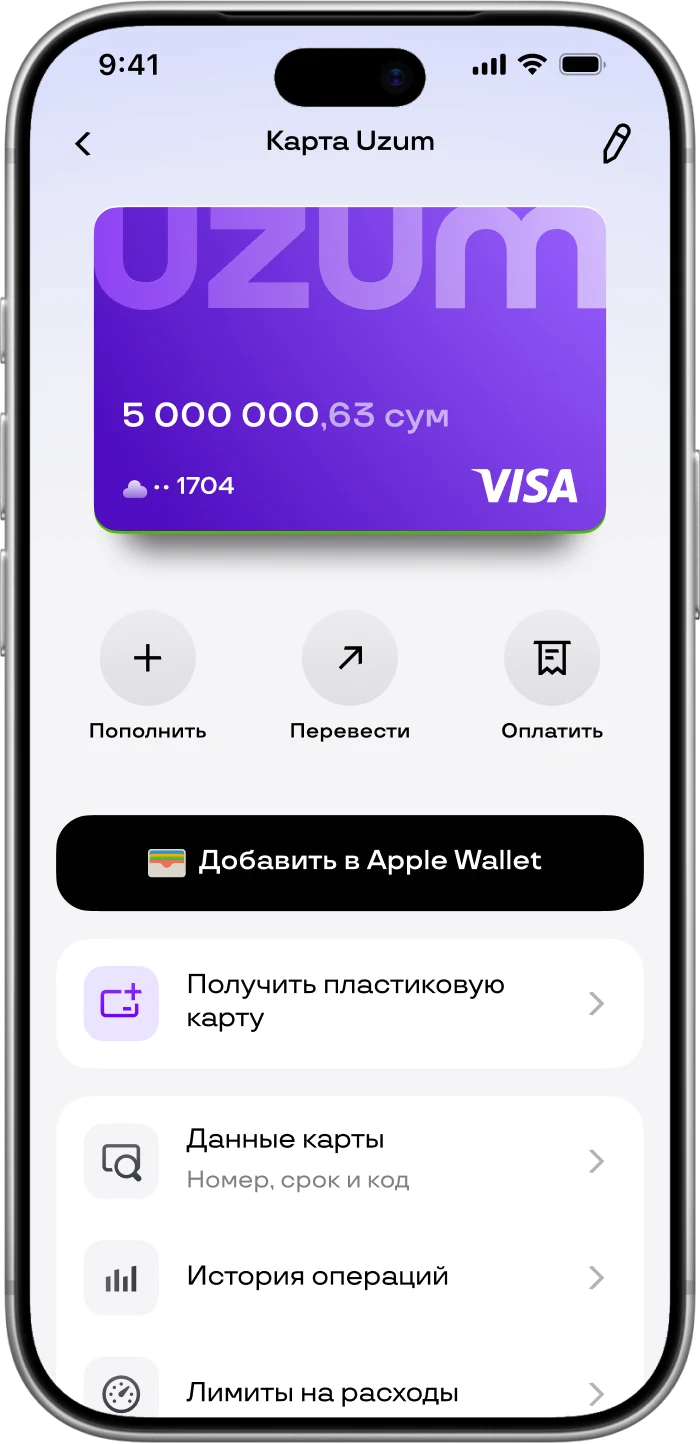 9:41
Карта Uzum
uzum
5 000 000,63 сум
·· 1704
VISA
Пополнить
Перевести
Оплатить
Добавить в Apple Wallet
Получить пластиковую
карту
Данные карты
Номер, срок и код
История операций
Лимиты на расходы